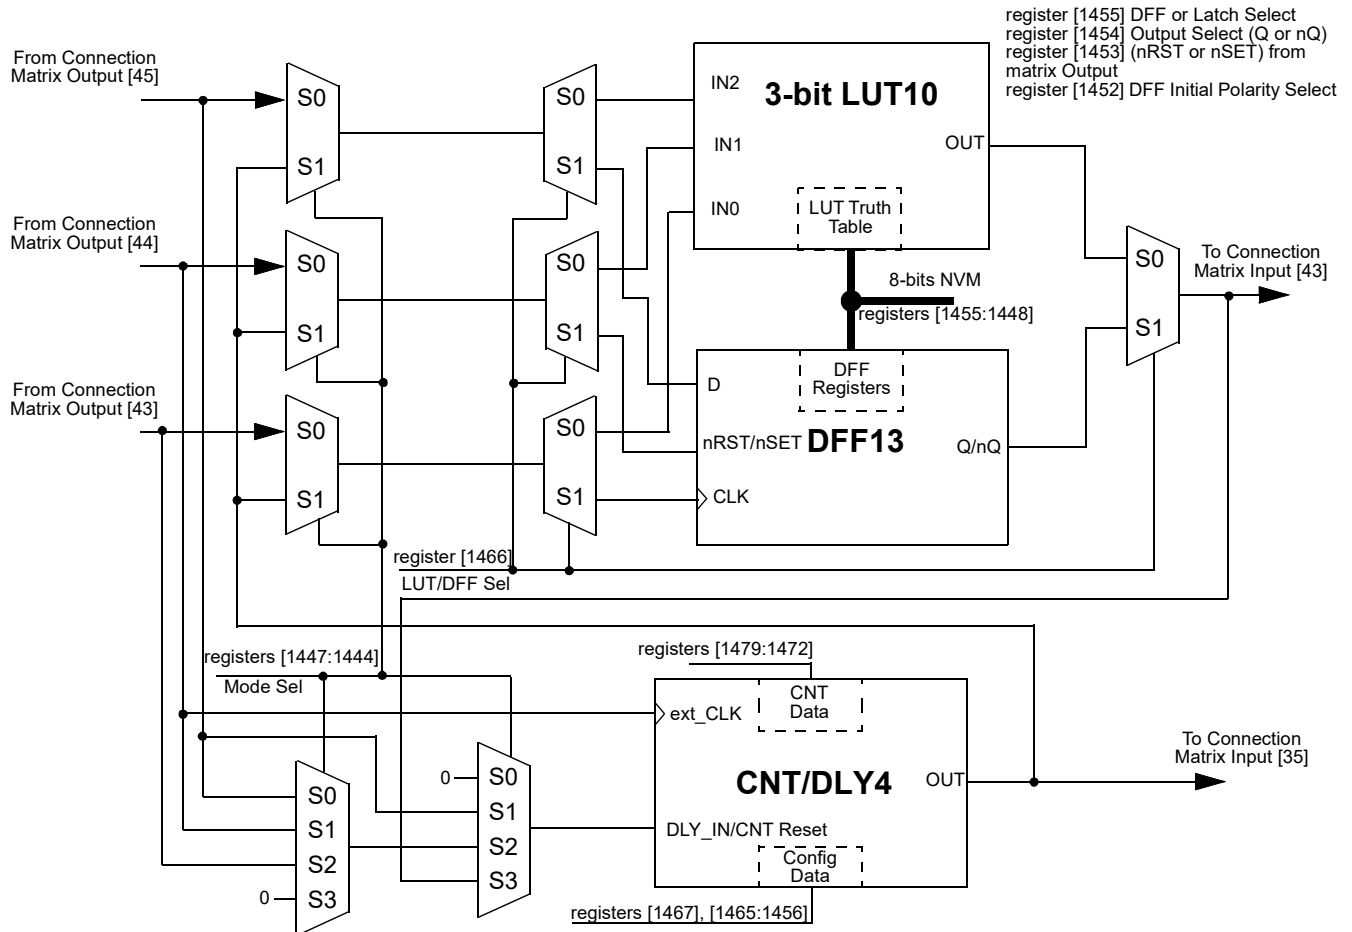 register [1455] DFF or Latch Select
register [1454] Output Select (Q or nQ)
register [1453] (nRST or nSET) from
matrix Output
register [1452] DFF Initial Polarity Select
From Connection
Matrix Output [45]
S0
S1
S0
S1
IN2
3-bit LUT10
IN1
OUT
IN0
LUT Truth
Table
From Connection
Matrix Output [44]
S0
S1
S0
S1
8-bits NVM
registers [1455:1448]
S0
S1
To Connection
Matrix Input [43]
From Connection
Matrix Output [43]
S0
S1
S0
S1
D
DFF
Registers
nRST/nSET
DFF13
Q/nQ
CLK
register [1466]
LUT/DFF Sel
registers [1447:1444]
Mode Sel
registers [1479:1472]
CNT
Data
ext_CLK
CNT/DLY4
OUT
To Connection
Matrix Input [35]
DLY_IN/CNT Reset
Config
Data
0
S0
S1
S2
S3
S0
S1
S2
0
S3
registers [1467], [1465:1456]